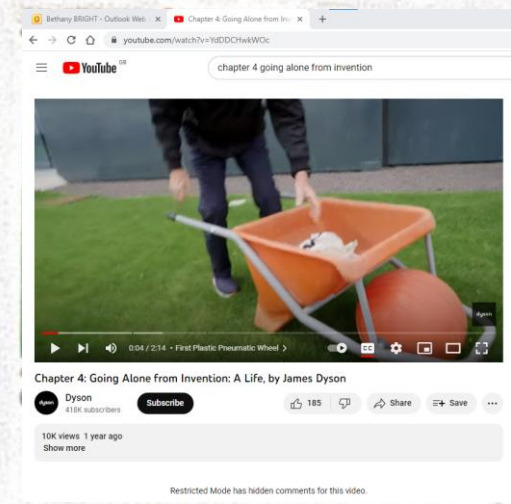 Bethany BRIGHT - Outlook Web
Chapter 4: Going Alone from Inv
youtube.com/watch?v=YdDDCHwkWOc
YouTube GB
chapter 4 going alone from invention
dyson
0:04 / 2:14 • First Plastic Pneumatic Wheel >
CC
Chapter 4: Going Alone from Invention: A Life, by James Dyson
dyson
Dyson
418K subscribers
Subscribe
185
Share
Save
10K views 1 year ago
Show more
Restricted Mode has hidden comments for this video.